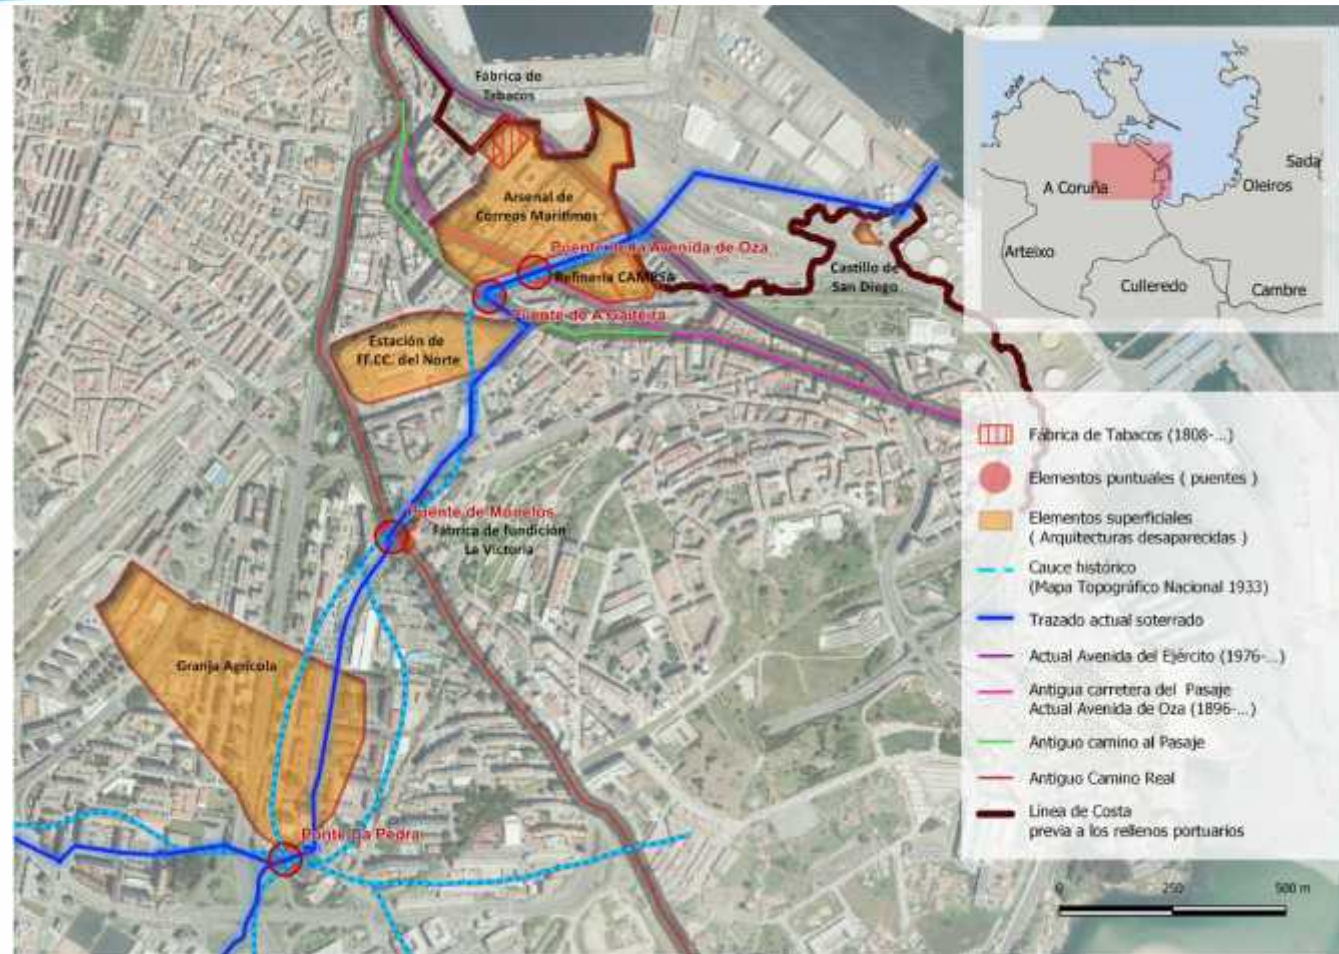 Fábrica de
Tabacos
Arsenal de
Correos Marítimos
Puente de la Avenida de Oza
Refinería CAMPSA
Castillo de
San Diego
Puente de A Gaiteira
Estación de
FF.CC. del Norte
Puente de Monelos
Fábrica de fundición
La Victoria
Granja Agrícola
Ponte da Pedra
A Coruña
Sada
Oleiros
Arteixo
Culleredo
Cambre
Fábrica de Tabacos (1808-...)
Elementos puntuales ( puentes )
Elementos superficiales
( Arquitecturas desaparecidas )
Cauce histórico
(Mapa Topográfico Nacional 1933)
Trazado actual soterrado
Actual Avenida del Ejército (1976-...)
Antigua carretera del Pasaje
Actual Avenida de Oza (1896-...)
Antiguo camino al Pasaje
Antiguo Camino Real
Línea de Costa
previa a los rellenos portuarios
0 250 500 m